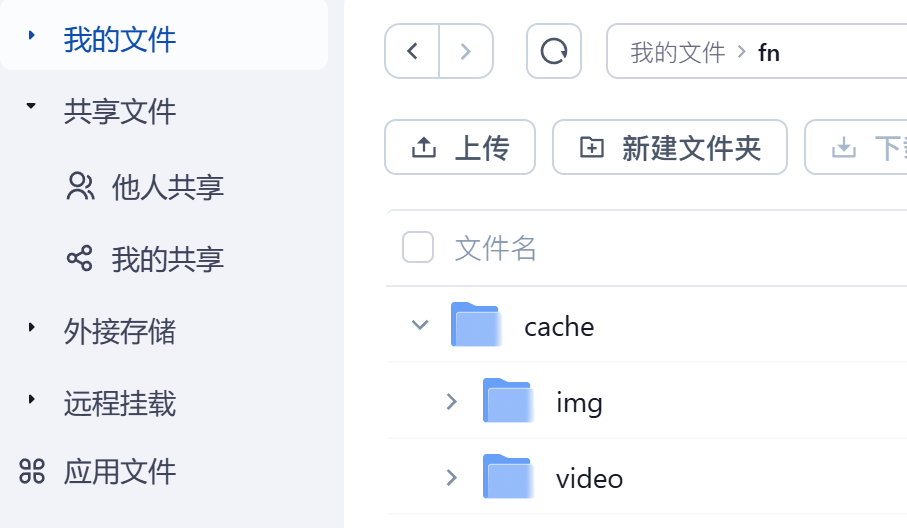 我的文件
共享文件
他人共享
我的共享
外接存储
远程挂载
应用文件
我的文件 > fn
上传
新建文件夹
下
文件名
cache
img
video